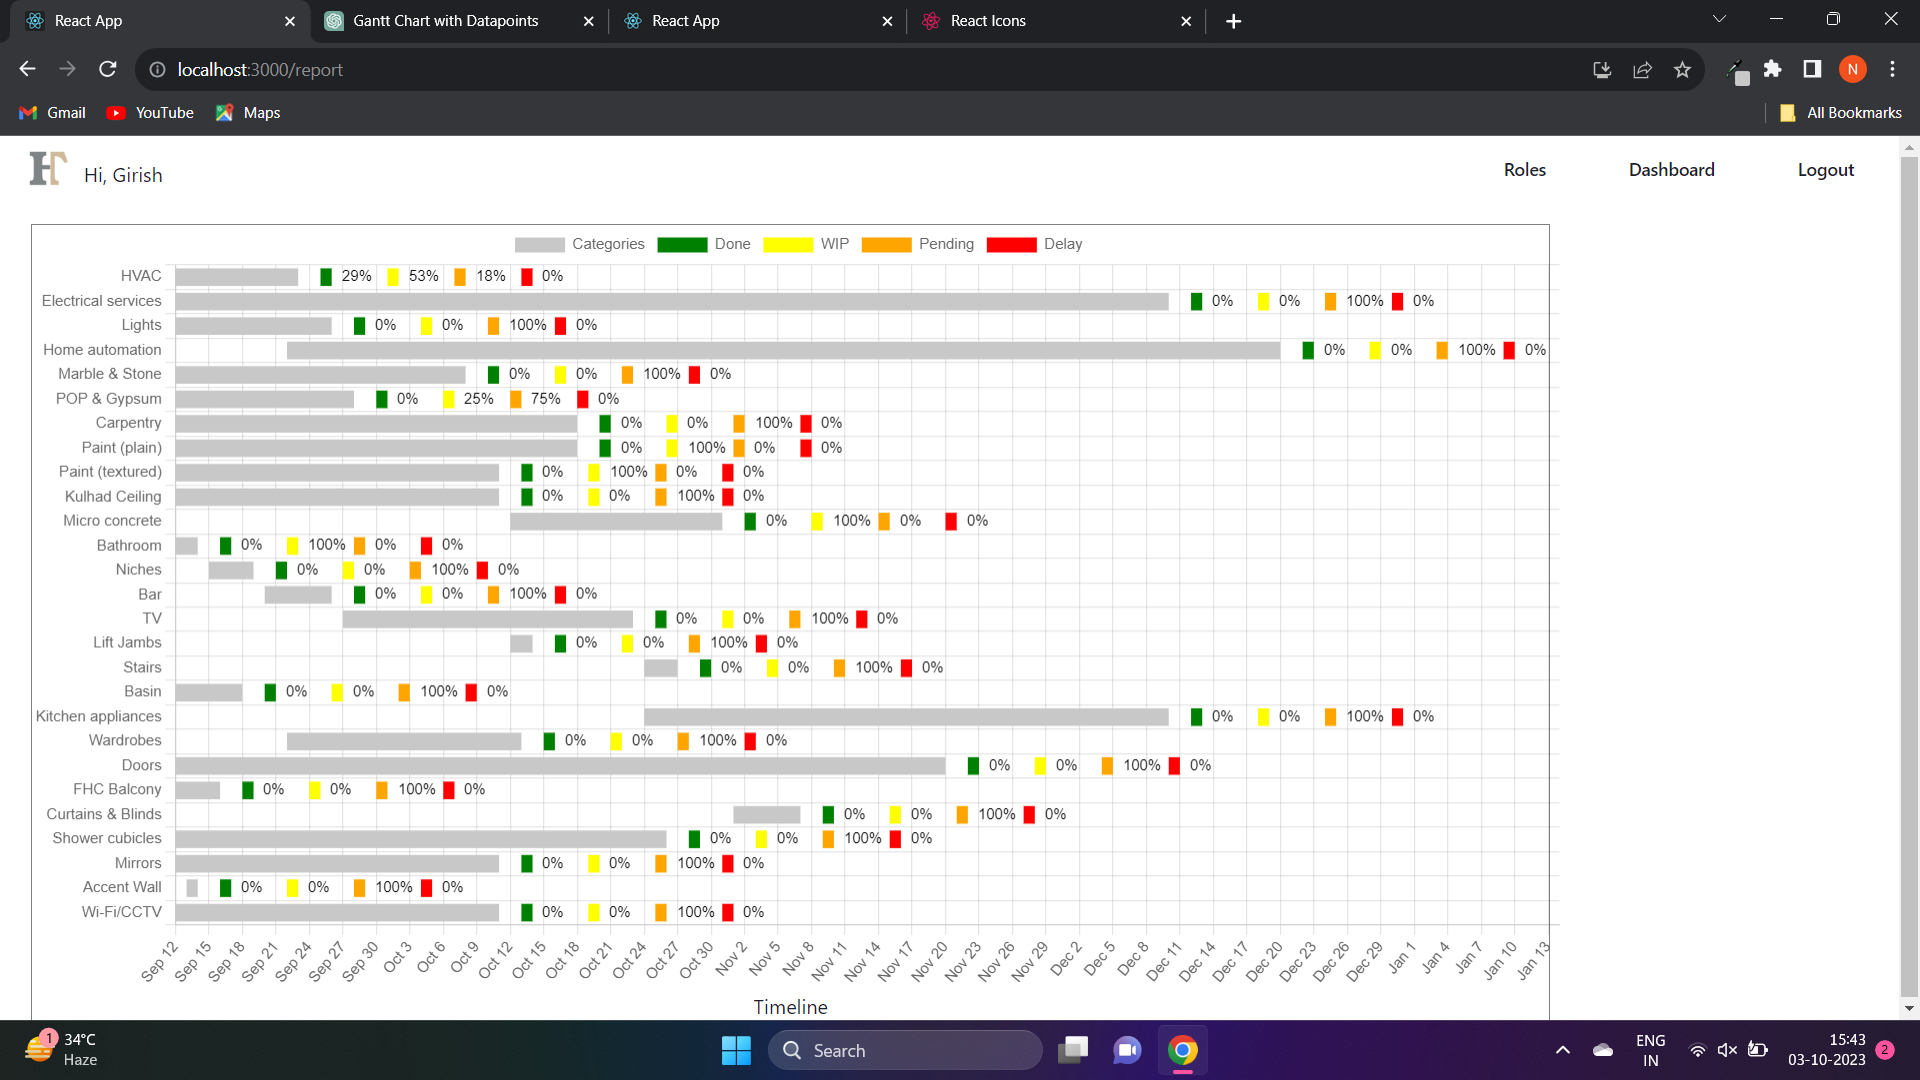 React App
Gantt Chart with Datapoints
React App
React Icons
localhost:3000/report
N
Gmail
YouTube
Maps
All Bookmarks
Hi, Girish
Roles
Dashboard
Logout
Categories Done WIP Pending Delay
HVAC 29% 53% 18% 0%
Electrical services 0% 0% 100% 0%
Lights 0% 0% 100% 0%
Home automation 0% 0% 100% 0%
Marble & Stone 0% 0% 100% 0%
POP & Gypsum 0% 25% 75% 0%
Carpentry 0% 0% 100% 0%
Paint (plain) 0% 100% 0% 0%
Paint (textured) 0% 100% 0% 0%
Kulhad Ceiling 0% 0% 100% 0%
Micro concrete 0% 100% 0% 0%
Bathroom 0% 100% 0% 0%
Niches 0% 0% 100% 0%
Bar 0% 0% 100% 0%
TV 0% 0% 100% 0%
Lift Jambs 0% 0% 100% 0%
Stairs 0% 0% 100% 0%
Basin 0% 0% 100% 0%
Kitchen appliances 0% 0% 100% 0%
Wardrobes 0% 0% 100% 0%
Doors 0% 0% 100% 0%
FHC Balcony 0% 0% 100% 0%
Curtains & Blinds 0% 0% 100% 0%
Shower cubicles 0% 0% 100% 0%
Mirrors 0% 0% 100% 0%
Accent Wall 0% 0% 100% 0%
Wi-Fi/CCTV 0% 0% 100% 0%
Sep 12 Sep 15 Sep 18 Sep 21 Sep 24 Sep 27 Sep 30 Oct 3 Oct 6 Oct 9 Oct 12 Oct 15 Oct 18 Oct 21 Oct 24 Oct 27 Oct 30 Nov 2 Nov 5 Nov 8 Nov 11 Nov 14 Nov 17 Nov 20 Nov 23 Nov 26 Nov 29 Dec 2 Dec 5 Dec 8 Dec 11 Dec 14 Dec 17 Dec 20 Dec 23 Dec 26 Dec 29 Jan 1 Jan 4 Jan 7 Jan 10 Jan 13
Timeline
1
34°C
Haze
Search
ENG
IN
15:43
03-10-2023
2